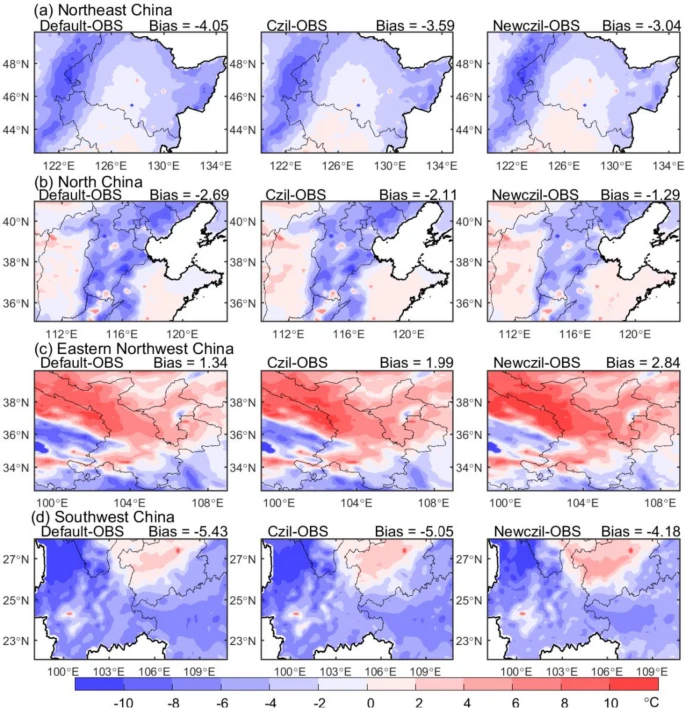 (a) Northeast China
Default-OBS Bias = -4.05 Czil-OBS Bias = -3.59 Newczil-OBS Bias = -3.04
48°N 48°N 48°N
46°N 46°N 46°N
44°N 44°N 44°N
122°E 126°E 130°E 134°E 122°E 126°E 130°E 134°E 122°E 126°E 130°E 134°E
(b) North China
Default-OBS Bias = -2.69 Czil-OBS Bias = -2.11 Newczil-OBS Bias = -1.29
40°N 40°N 40°N
38°N 38°N 38°N
36°N 36°N 36°N
112°E 116°E 120°E 112°E 116°E 120°E 112°E 116°E 120°E
(c) Eastern Northwest China
Default-OBS Bias = 1.34 Czil-OBS Bias = 1.99 Newczil-OBS Bias = 2.84
38°N 38°N 38°N
36°N 36°N 36°N
34°N 34°N 34°N
100°E 104°E 108°E 100°E 104°E 108°E 100°E 104°E 108°E
(d) Southwest China
Default-OBS Bias = -5.43 Czil-OBS Bias = -5.05 Newczil-OBS Bias = -4.18
27°N 27°N 27°N
25°N 25°N 25°N
23°N 23°N 23°N
100°E 103°E 106°E 109°E 100°E 103°E 106°E 109°E 100°E 103°E 106°E 109°E
-10 -8 -6 -4 -2 0 2 4 6 8 10 °C